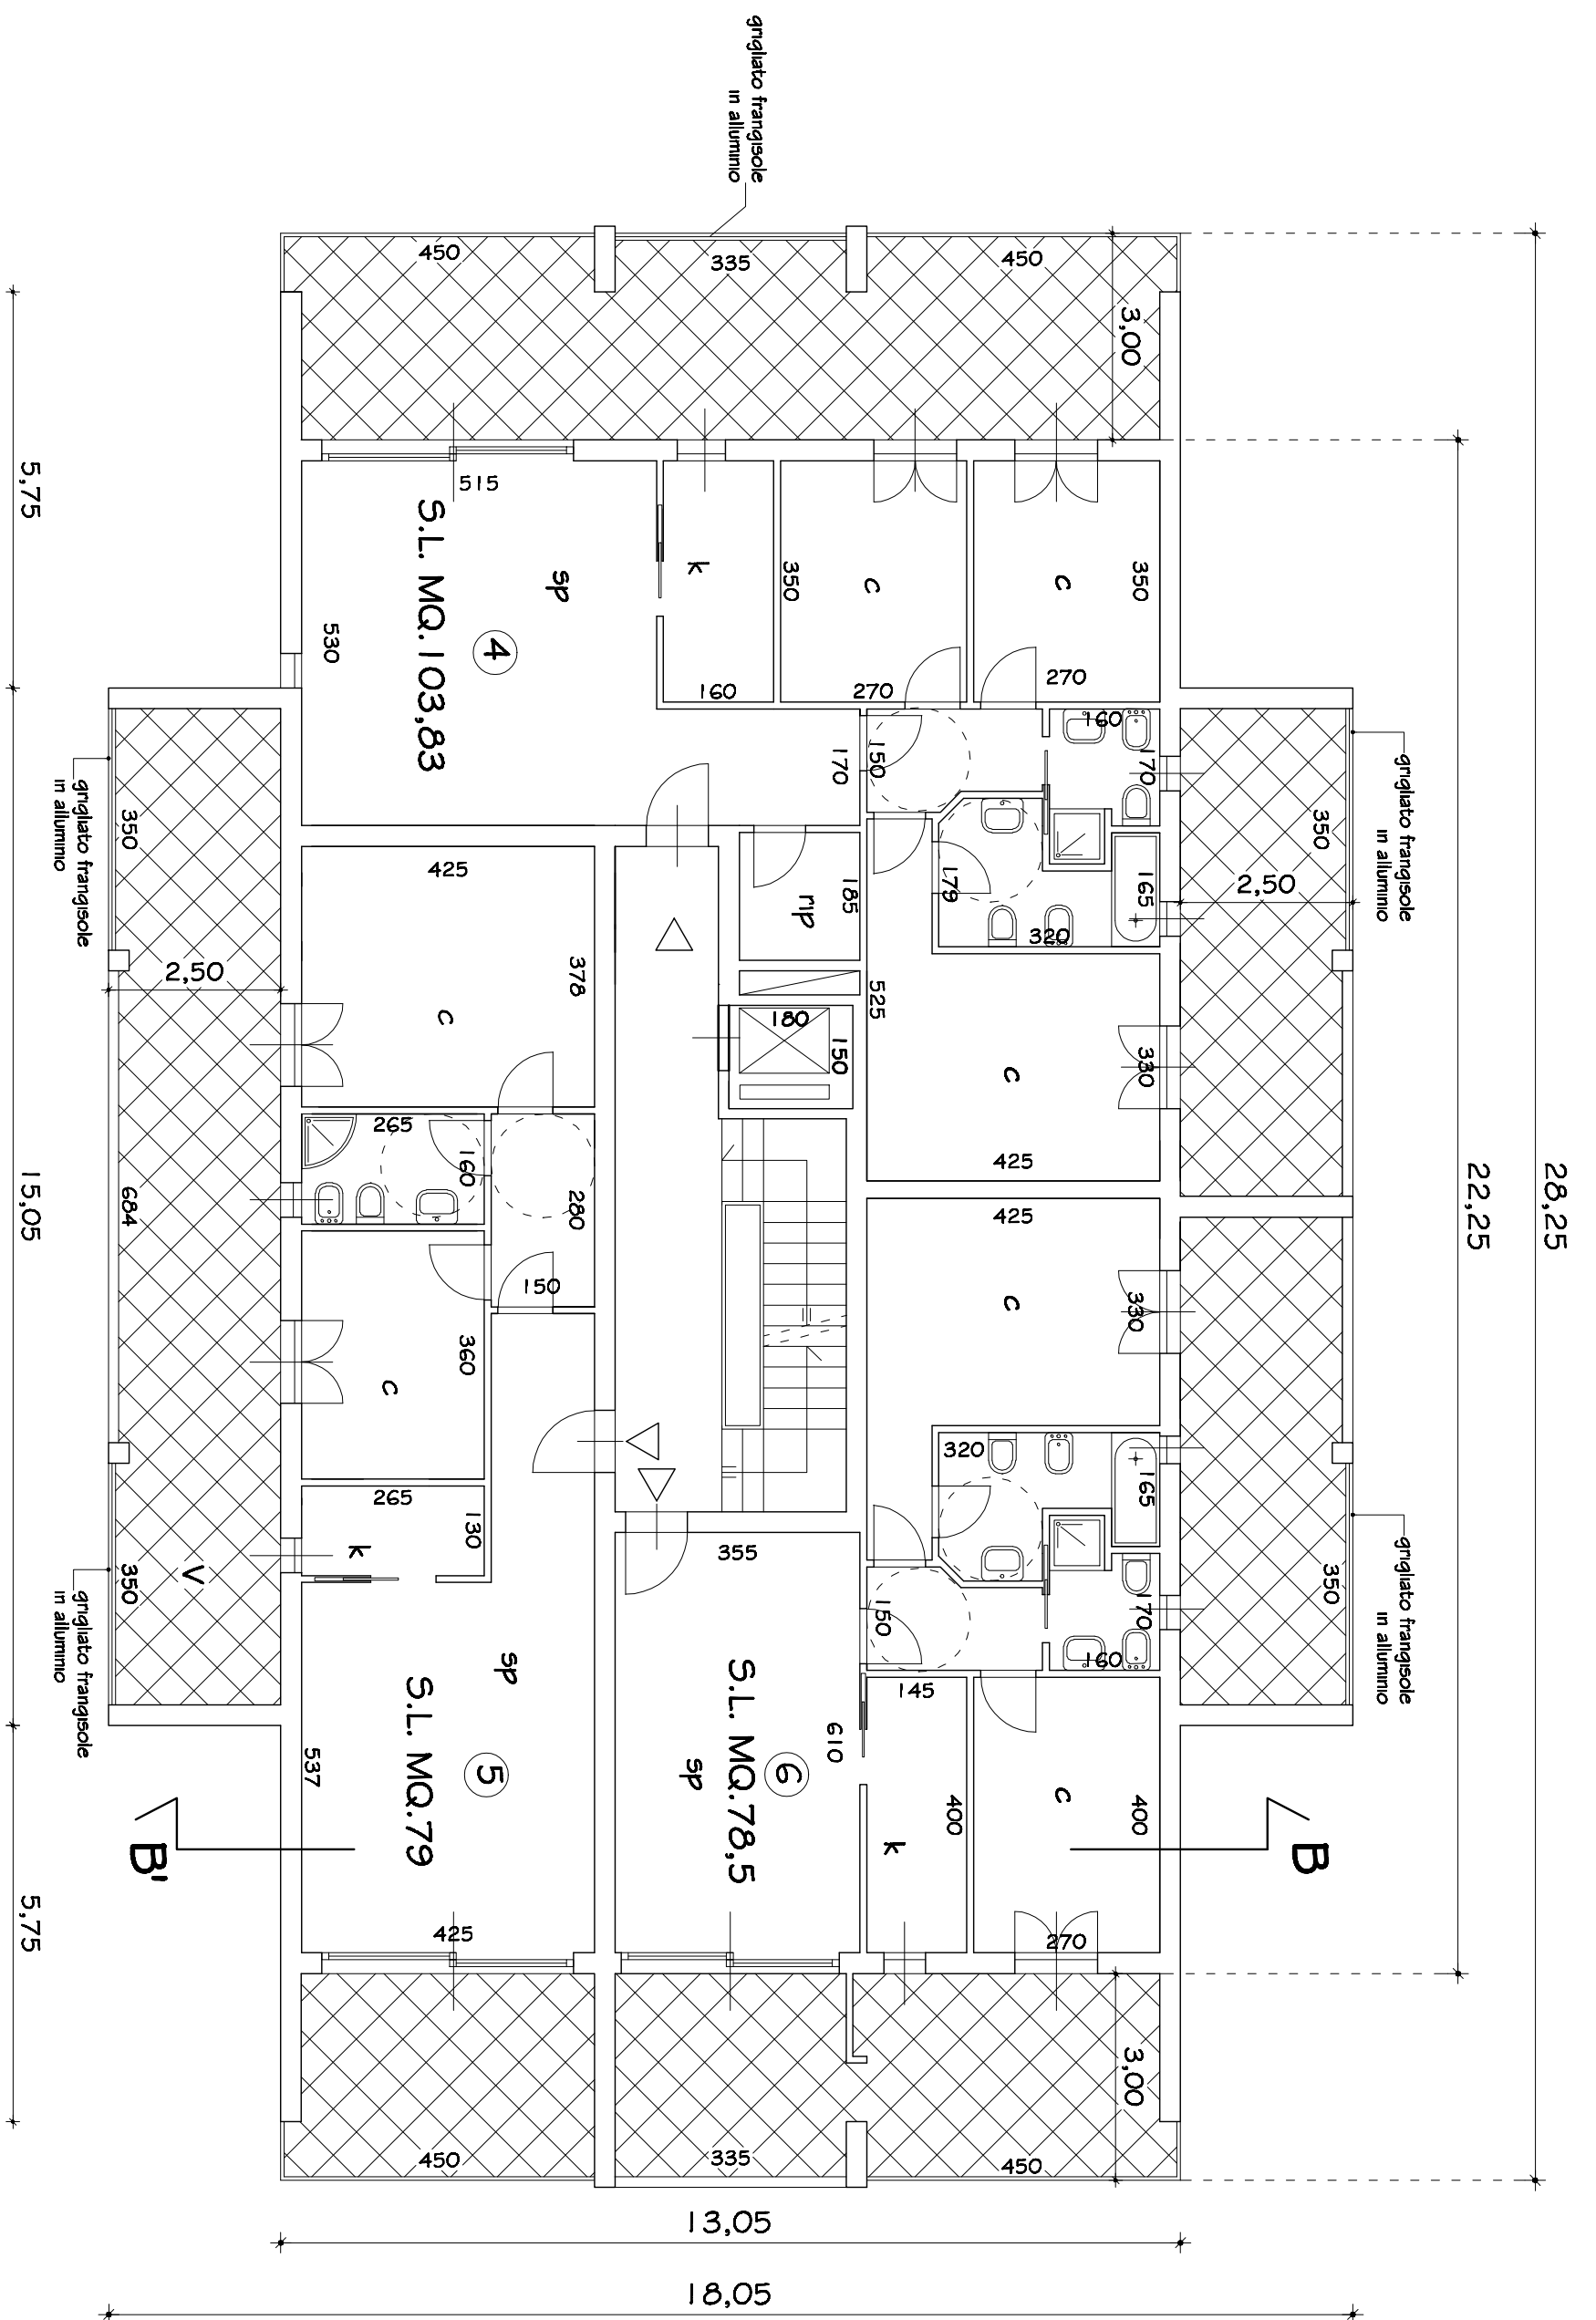 28,25
22,25
grigliato frangisole
in alluminio
grigliato frangisole
in alluminio
grigliato frangisole
in alluminio
350
350
2,50
B
450
335
450
3,00
350
c
270
350
c
270
k
160
515
sp
4
S.L. MQ.103,83
530
160
170
150
170
179
165
320
185
rip
525
c
330
425
180
150
425
c
330
320
165
170
160
150
145
400
k
400
c
270
355
610
6
sp
S.L. MQ.78,5
425
378
c
265
160
280
150
360
c
265
130
k
sp
5
S.L. MQ.79
537
425
3,00
450
335
450
350
2,50
684
350
V
B'
grigliato frangisole
in alluminio
grigliato frangisole
in alluminio
5,75
15,05
5,75
13,05
18,05